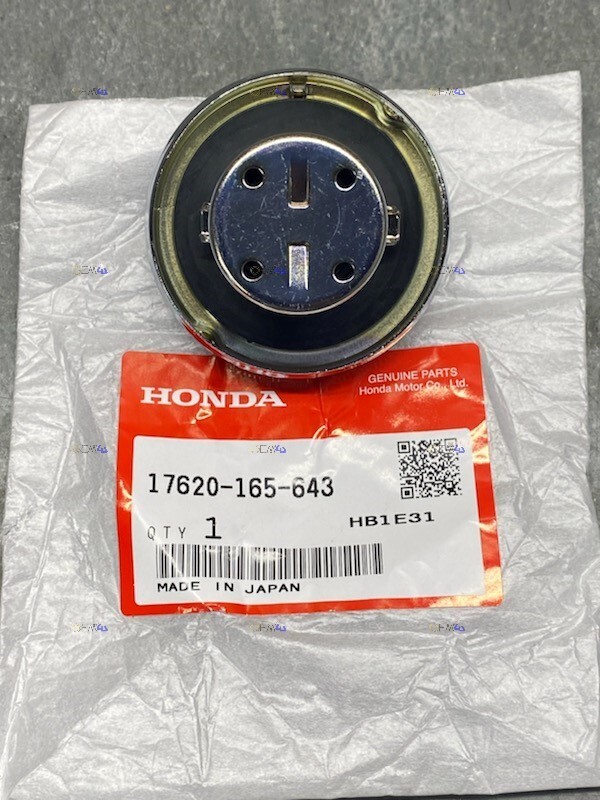 HONDA
GENUINE PARTS
Honda Motor Co., Ltd.
17620-165-643
QTY 1
HB1E31
MADE IN JAPAN